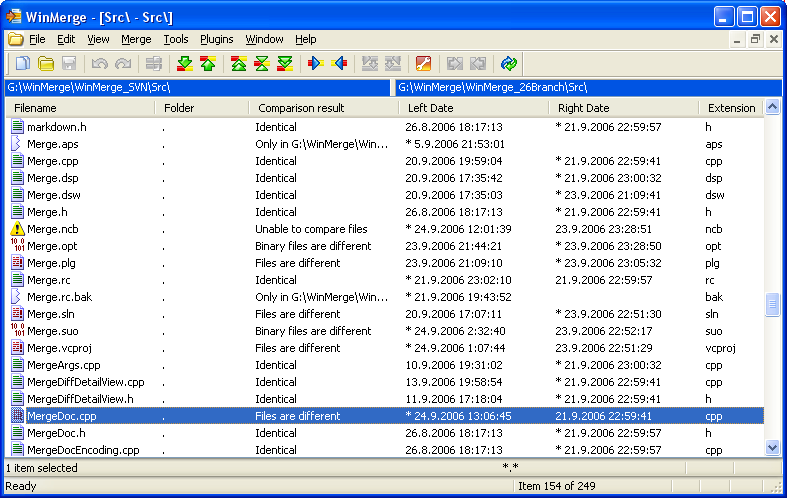 WinMerge - [Src\ - Src\]
File Edit View Merge Tools Plugins Window Help
G:\WinMerge\WinMerge_SVN\Src\ G:\WinMerge\WinMerge_26Branch\Src\
Filename Folder Comparison result Left Date Right Date Extension
markdown.h . Identical 26.8.2006 18:17:13 * 21.9.2006 22:59:57 h
Merge.aps . Only in G:\WinMerge\Win... * 5.9.2006 21:53:01 aps
Merge.cpp . Identical 20.9.2006 19:59:04 * 21.9.2006 22:59:41 cpp
Merge.dsp . Identical 20.9.2006 17:35:42 * 21.9.2006 23:00:32 dsp
Merge.dsw . Identical 20.9.2006 17:35:03 * 23.9.2006 21:09:41 dsw
Merge.h . Identical 26.8.2006 18:17:13 * 21.9.2006 22:59:41 h
Merge.ncb . Unable to compare files * 24.9.2006 12:01:39 23.9.2006 23:28:51 ncb
Merge.opt . Binary files are different 23.9.2006 21:44:21 * 23.9.2006 23:28:50 opt
Merge.plg . Files are different 23.9.2006 21:09:10 * 23.9.2006 23:05:32 plg
Merge.rc . Identical * 21.9.2006 23:02:10 21.9.2006 22:59:57 rc
Merge.rc.bak . Only in G:\WinMerge\Win... * 21.9.2006 19:43:52 bak
Merge.sln . Files are different 20.9.2006 17:07:11 * 23.9.2006 22:51:30 sln
Merge.suo . Binary files are different * 24.9.2006 2:32:40 23.9.2006 22:52:17 suo
Merge.vcproj . Files are different * 24.9.2006 1:07:44 23.9.2006 22:51:29 vcproj
MergeArgs.cpp . Identical 10.9.2006 19:31:02 * 21.9.2006 23:00:32 cpp
MergeDiffDetailView.cpp . Identical 13.9.2006 19:58:54 * 21.9.2006 22:59:41 cpp
MergeDiffDetailView.h . Identical 11.9.2006 17:18:04 * 21.9.2006 22:59:41 h
MergeDoc.cpp . Files are different * 24.9.2006 13:06:45 21.9.2006 22:59:41 cpp
MergeDoc.h . Identical 26.8.2006 18:17:13 * 21.9.2006 22:59:57 h
MergeDocEncoding.cpp . Identical 26.8.2006 18:17:13 * 21.9.2006 22:59:57 cpp
1 item selected *.*
Ready Item 154 of 249